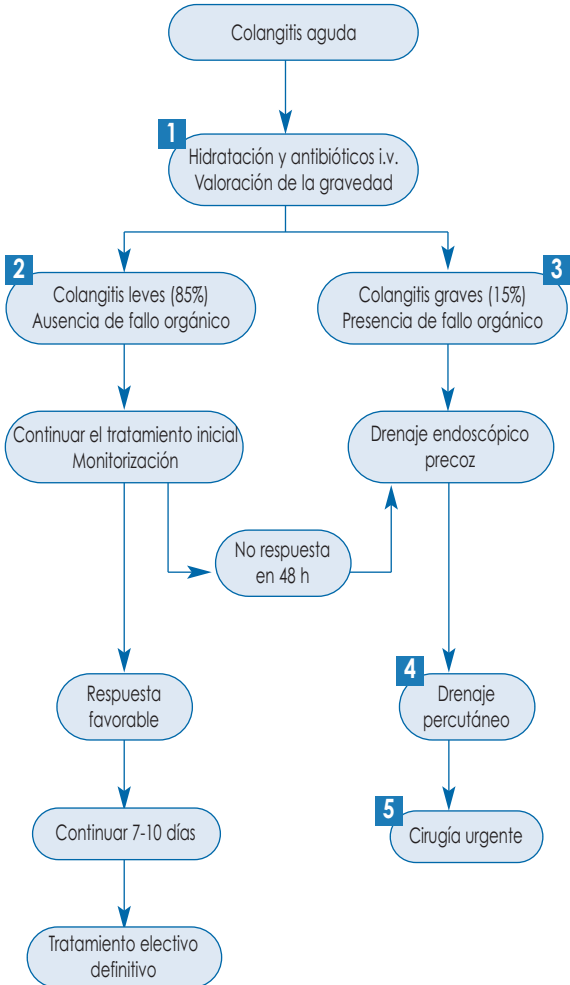 Colangitis aguda
1
Hidratación y antibióticos i.v.
Valoración de la gravedad
2
Colangitis leves (85%)
Ausencia de fallo orgánico
3
Colangitis graves (15%)
Presencia de fallo orgánico
Continuar el tratamiento inicial
Monitorización
Drenaje endoscópico
precoz
No respuesta
en 48 h
Respuesta
favorable
4
Drenaje
percutáneo
Continuar 7-10 días
5
Cirugía urgente
Tratamiento electivo
definitivo